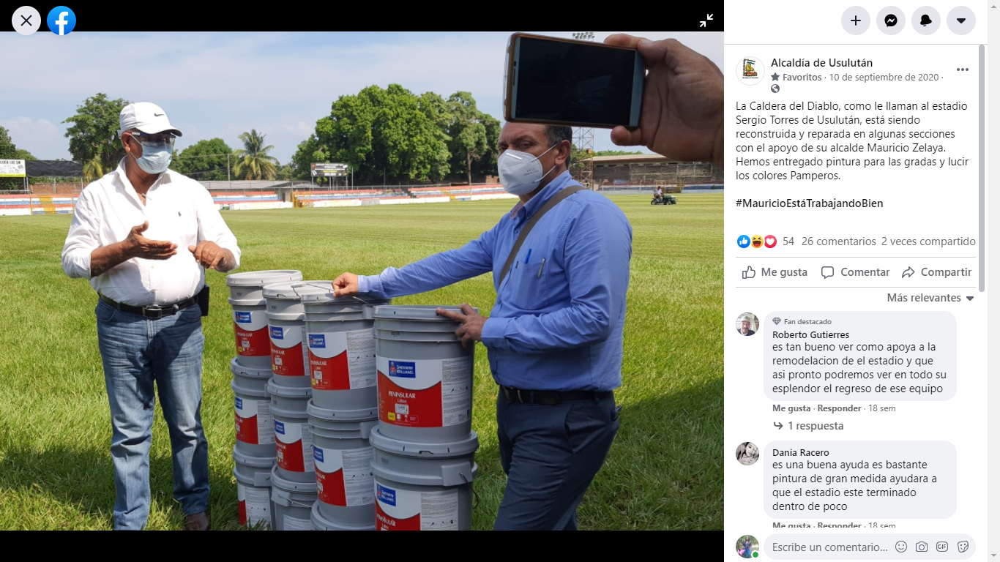 Alcaldía de Usulután
Favoritos · 10 de septiembre de 2020 ·
La Caldera del Diablo, como le llaman al estadio
Sergio Torres de Usulután, está siendo
reconstruida y reparada en algunas secciones
con el apoyo de su alcalde Mauricio Zelaya.
Hemos entregado pintura para las gradas y lucir
los colores Pamperos.
#MauricioEstáTrabajandoBien
54 26 comentarios 2 veces compartido
Me gusta Comentar Compartir
Más relevantes
Fan destacado
Roberto Gutierres
es tan bueno ver como apoya a la
remodelacion de el estadio y que
asi pronto podremos ver en todo su
esplendor el regreso de ese equipo
Me gusta · Responder · 18 sem
1 respuesta
Dania Racero
es una buena ayuda es bastante
pintura de gran medida ayudara a
que el estadio este terminado
dentro de poco
Me gusta · Responder · 18 sem
Escribe un comentario...
GIF
SHERWIN
WILLIAMS
PENINSULAR
Látex
SHERWIN
WILLIAMS
PENINSULAR